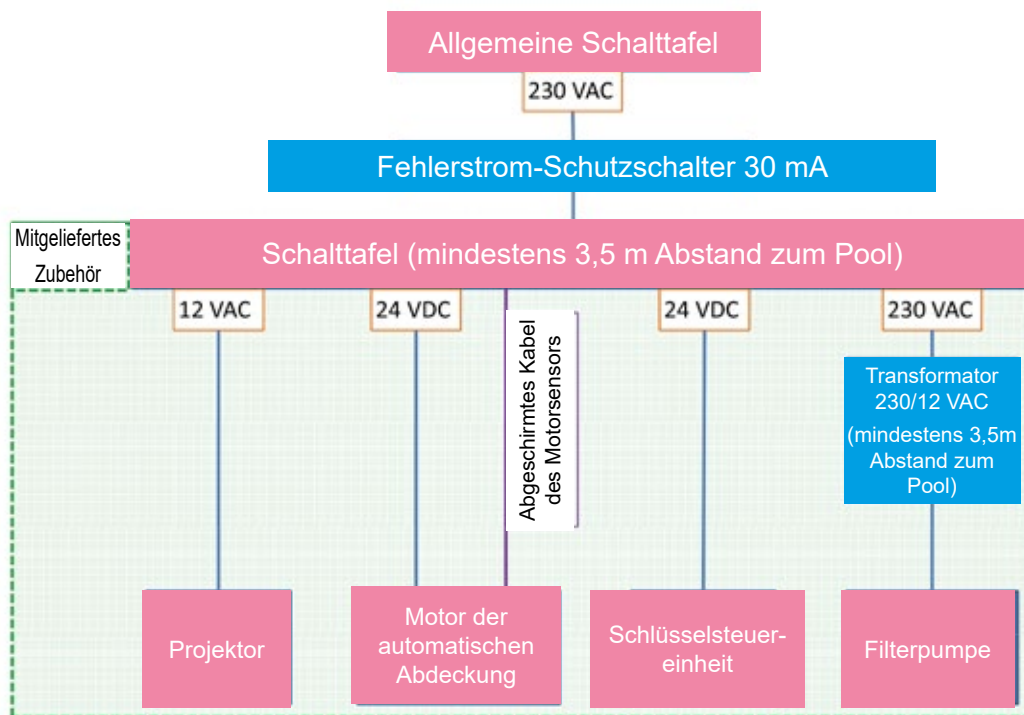 Allgemeine Schalttafel
230 VAC
Fehlerstrom-Schutzschalter 30 mA
Mitgeliefertes
Zubehör
Schalttafel (mindestens 3,5 m Abstand zum Pool)
12 VAC
24 VDC
Abgeschirmtes Kabel
des Motorsensors
24 VDC
230 VAC
Transformator
230/12 VAC
(mindestens 3,5m
Abstand zum
Pool)
Projektor
Motor der
automatischen
Abdeckung
Schlüsselsteuer-
einheit
Filterpumpe